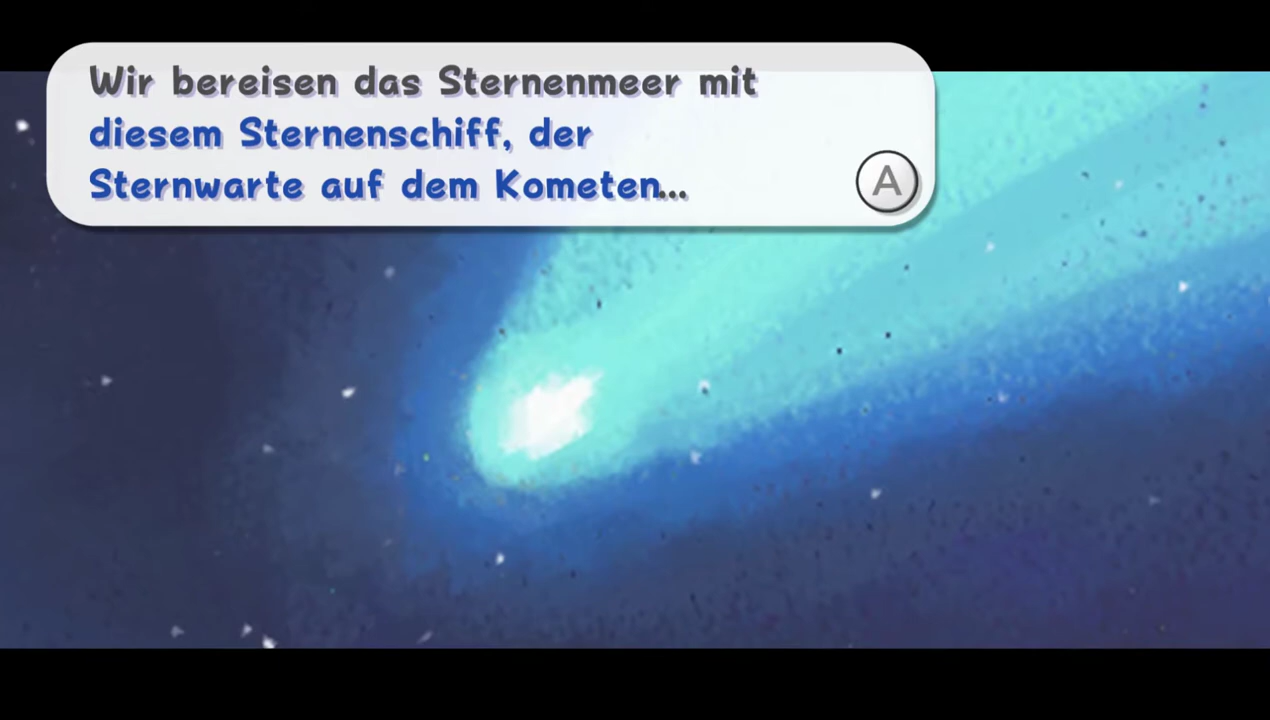 Wir bereisen das Sternenmeer mit
diesem Sternenschiff, der
Sternwarte auf dem Kometen...
A